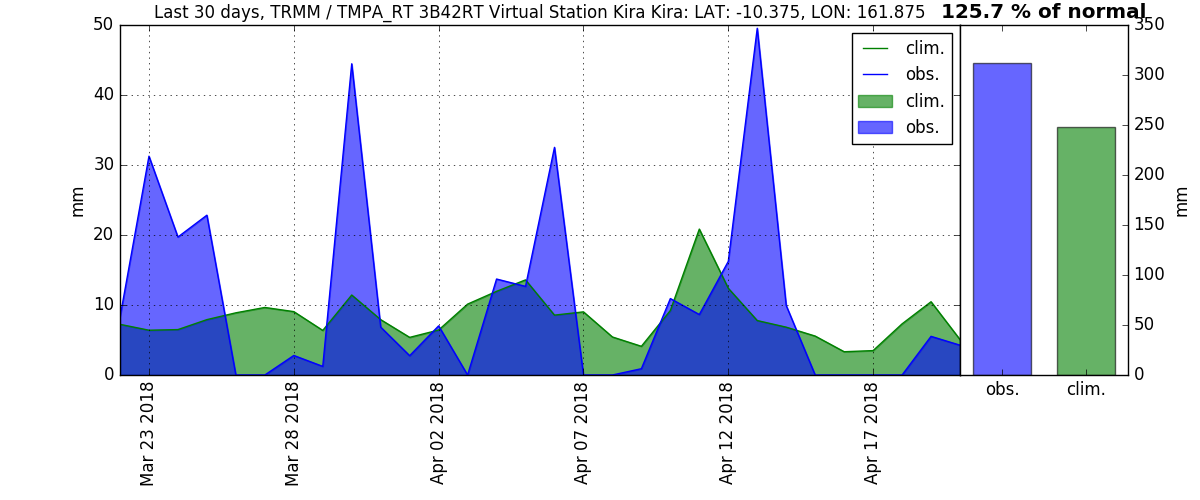 Last 30 days, TRMM / TMPA_RT 3B42RT Virtual Station Kira Kira: LAT: -10.375, LON: 161.875
125.7 % of normal
50
40
30
20
10
0
mm
clim.
obs.
clim.
obs.
350
300
250
200
150
100
50
0
mm
obs.
clim.
Mar 23 2018
Mar 28 2018
Apr 02 2018
Apr 07 2018
Apr 12 2018
Apr 17 2018